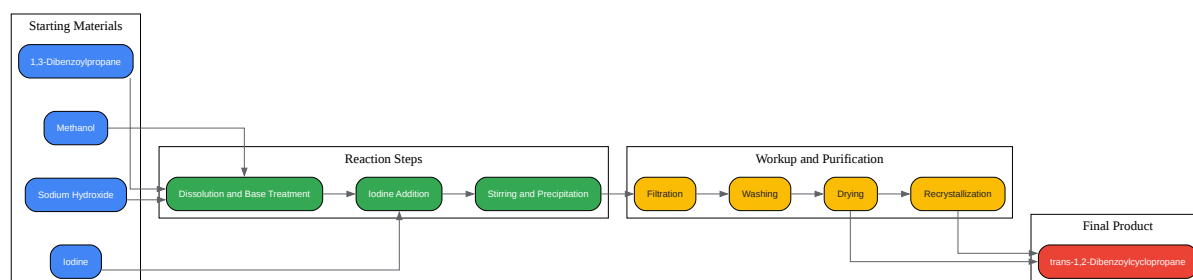 Starting Materials
1,3-Dibenzoylpropane
Methanol
Sodium Hydroxide
Iodine
Reaction Steps
Dissolution and Base Treatment
Iodine Addition
Stirring and Precipitation
Workup and Purification
Filtration
Washing
Drying
Recrystallization
Final Product
trans-1,2-Dibenzoylcyclopropane